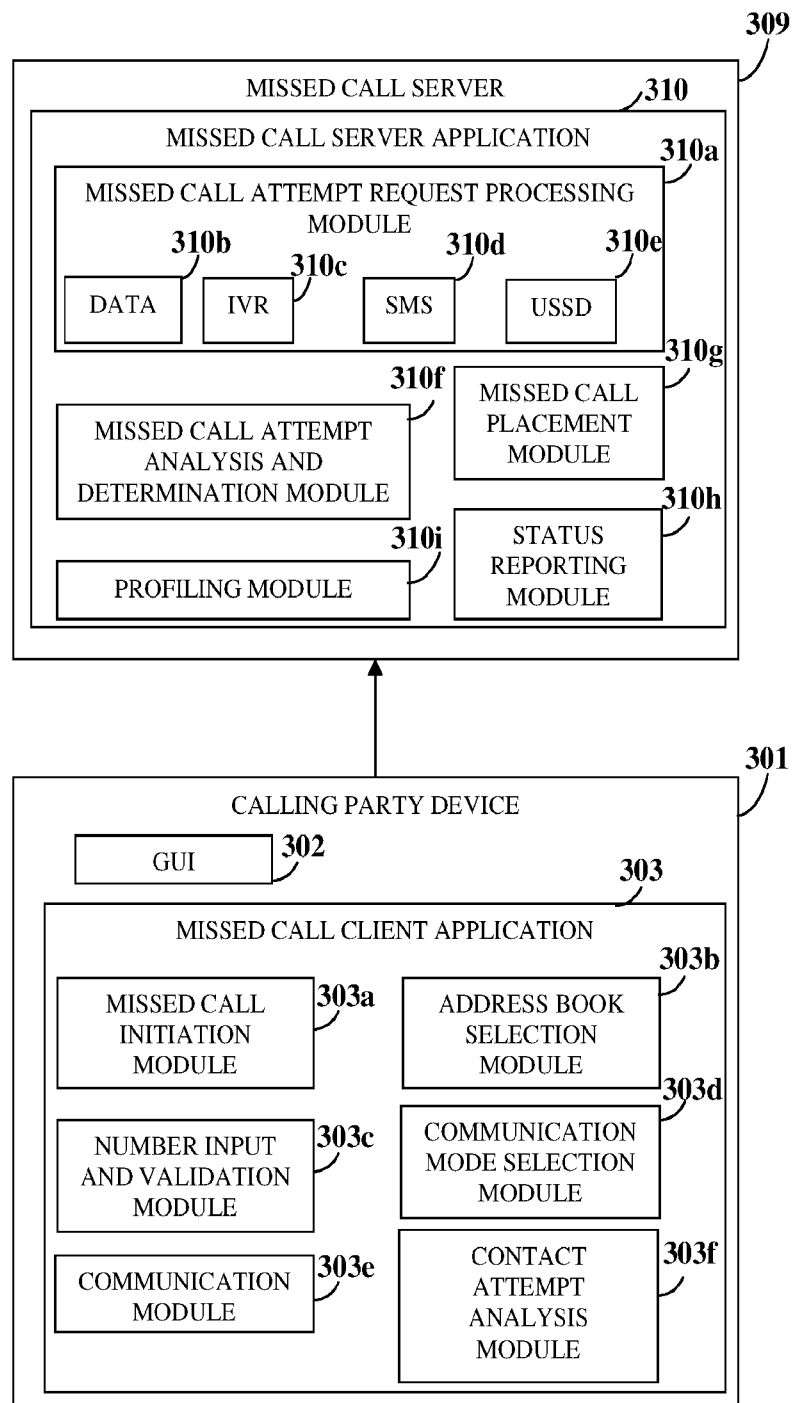 309
MISSED CALL SERVER
310
MISSED CALL SERVER APPLICATION
310a
MISSED CALL ATTEMPT REQUEST PROCESSING
MODULE
310b
310c
310d
310e
DATA
IVR
SMS
USSD
310f
310g
MISSED CALL ATTEMPT
ANALYSIS AND
DETERMINATION MODULE
MISSED CALL
PLACEMENT
MODULE
310i
310h
PROFILING MODULE
STATUS
REPORTING
MODULE
301
CALLING PARTY DEVICE
GUI
302
303
MISSED CALL CLIENT APPLICATION
303a
MISSED CALL
INITIATION
MODULE
303b
ADDRESS BOOK
SELECTION
MODULE
303c
NUMBER INPUT
AND VALIDATION
MODULE
303d
COMMUNICATION
MODE SELECTION
MODULE
303e
COMMUNICATION
MODULE
303f
CONTACT
ATTEMPT
ANALYSIS
MODULE